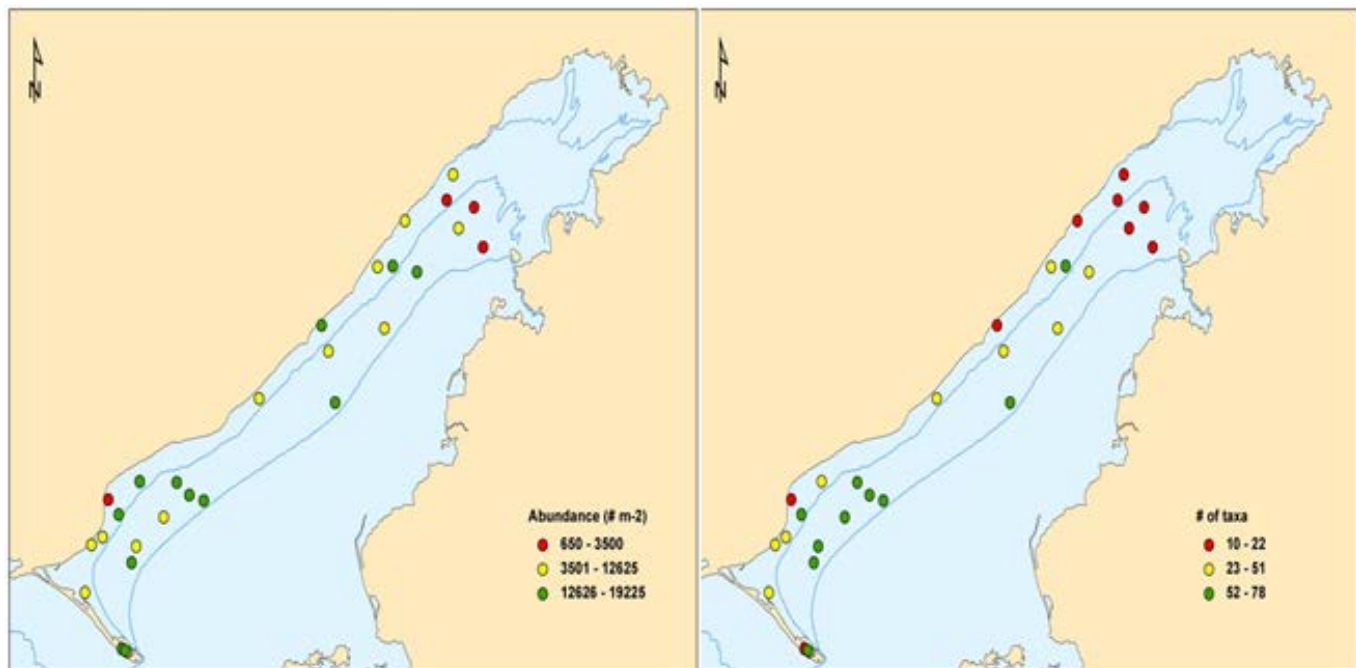 N
N
Abundance (# m-2)
650 - 3500
3501 - 12625
12626 - 19225
# of taxa
10 - 22
23 - 51
52 - 78